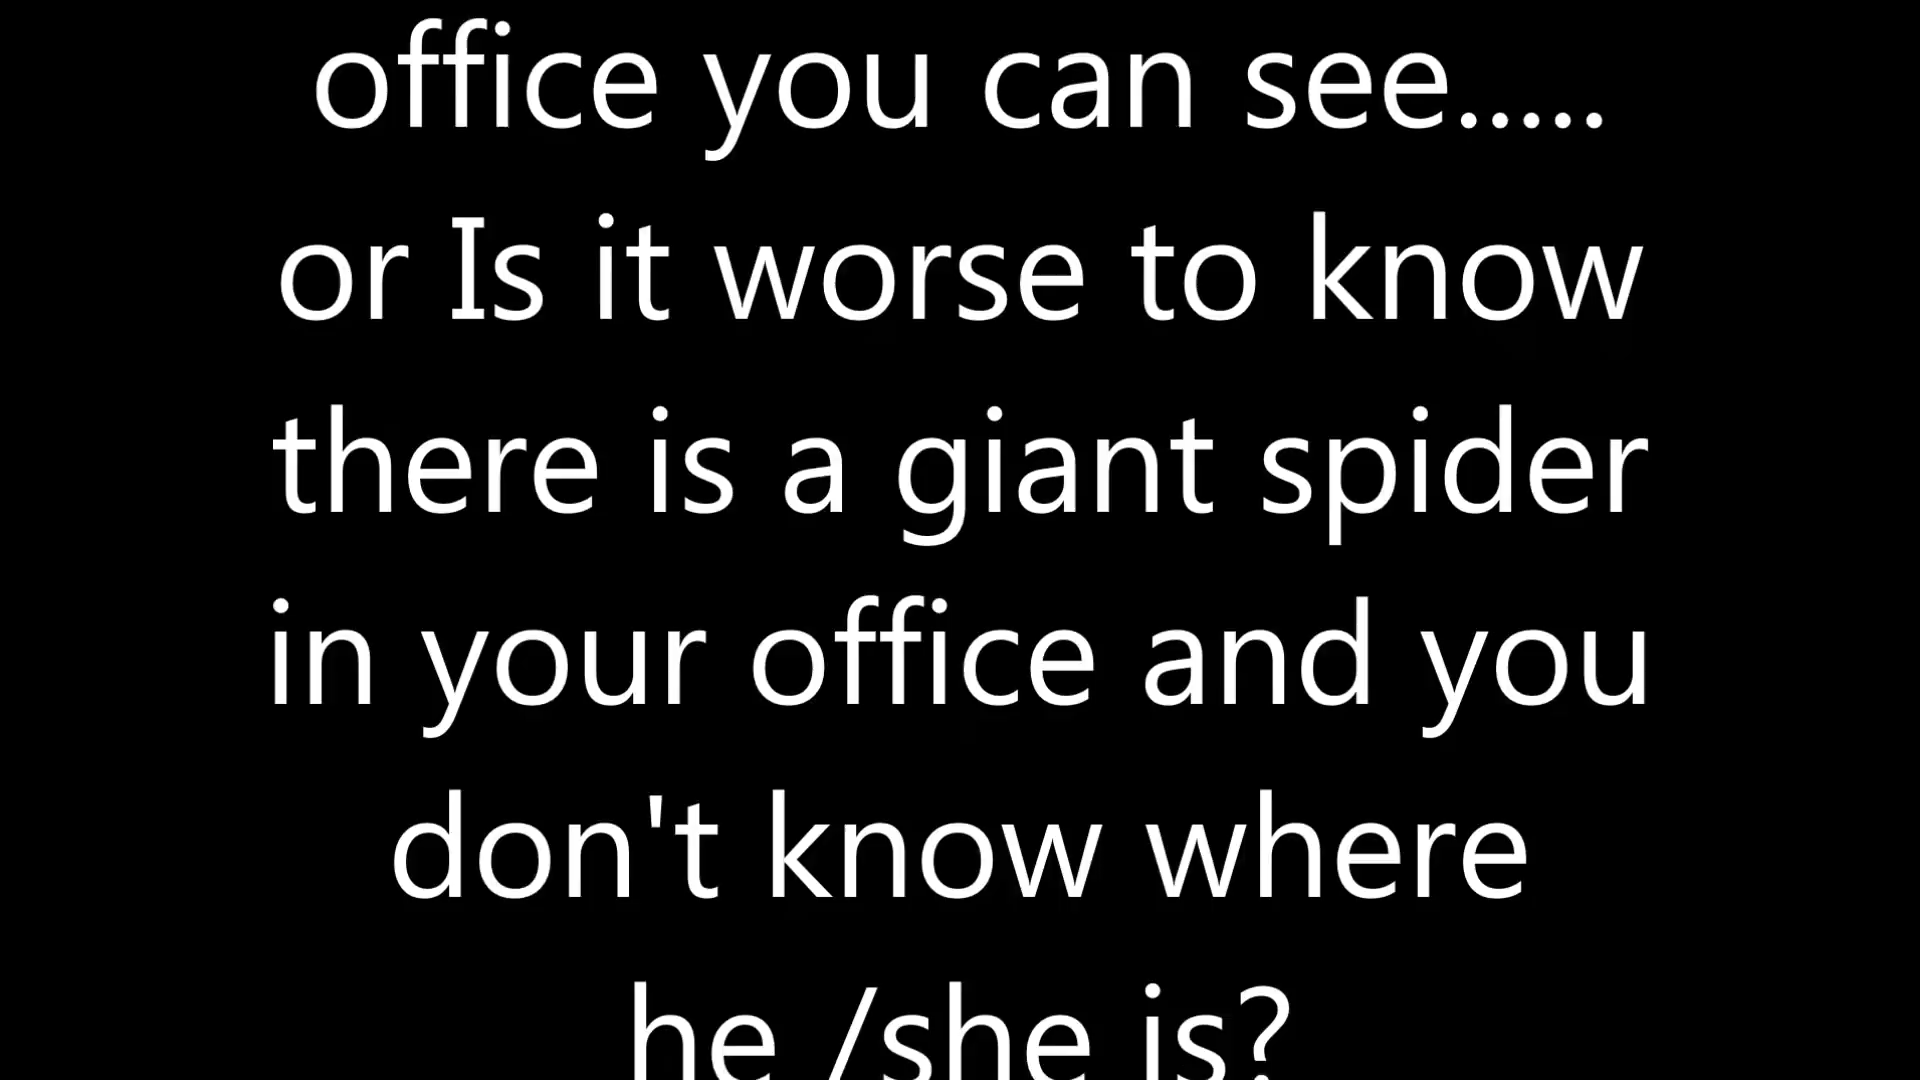 office you can see.....
or Is it worse to know
there is a giant spider
in your office and you
don't know where
he /she is?